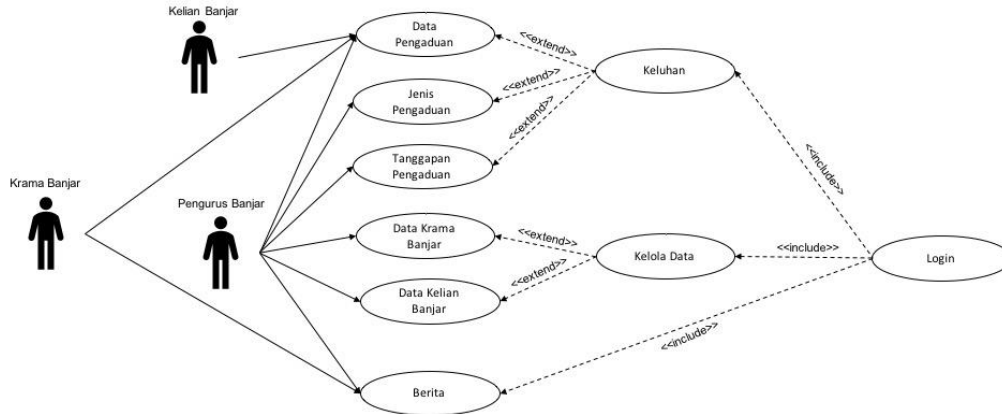 Kelian Banjar
Data
Pengaduan
<<extend>>
Keluhan
Jenis
Pengaduan
<<extend>>
<<extend>>
Tanggapan
Pengaduan
Krama Banjar
Pengurus Banjar
<<include>>
Data Krama
Banjar
<<extend>>
Kelola Data
<<include>>
Login
<<extend>>
Data Kelian
Banjar
<<include>>
Berita